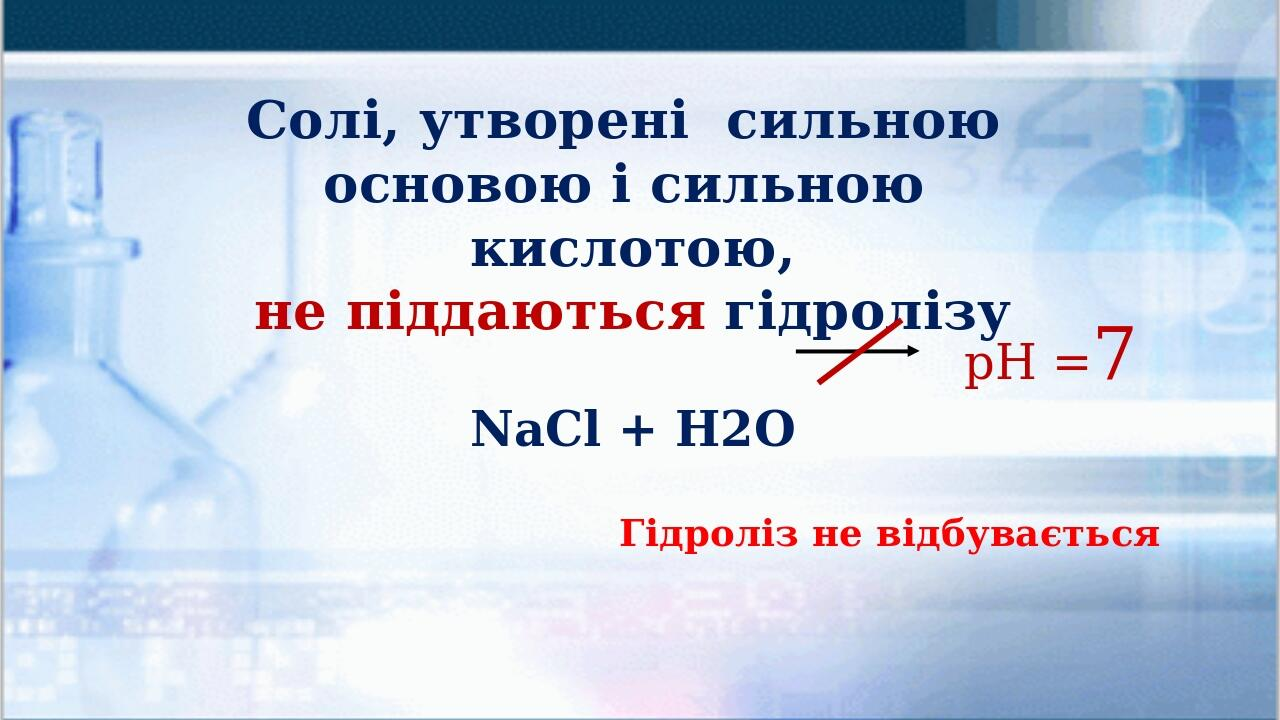 Солі, утворені сильною
основою і сильною
кислотою,
не піддаються гідролізу
pH =7
NaCl + H2O
Гідроліз не відбувається